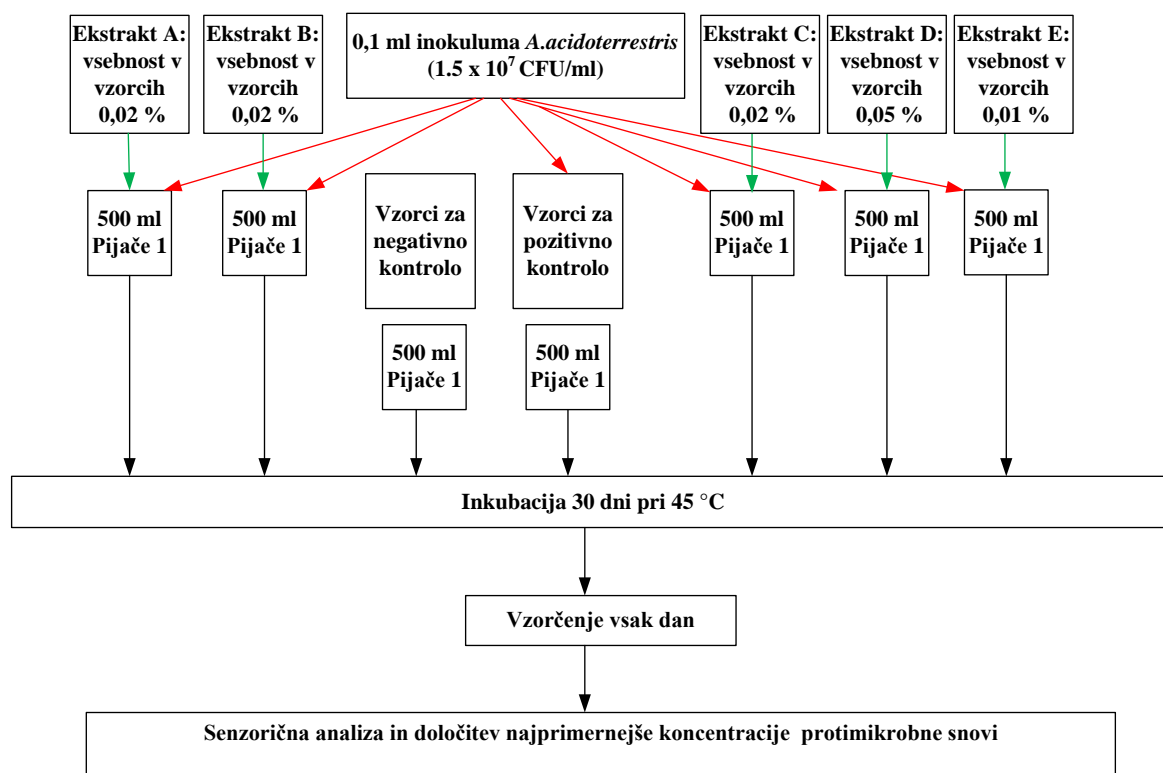 Ekstrakt A:
vsebnost v
vzorcih
0,02 %
Ekstrakt B:
vsebnost v
vzorcih
0,02 %
0,1 ml inokuluma A.acidoterrestris
(1.5 x 10⁷ CFU/ml)
Ekstrakt C:
vsebnost v
vzorcih
0,02 %
Ekstrakt D:
vsebnost v
vzorcih
0,05 %
Ekstrakt E:
vsebnost v
vzorcih
0,01 %
500 ml
Pijače 1
500 ml
Pijače 1
Vzorci za
negativno
kontrolo
Vzorci za
pozitivno
kontrolo
500 ml
Pijače 1
500 ml
Pijače 1
500 ml
Pijače 1
500 ml
Pijače 1
500 ml
Pijače 1
Inkubacija 30 dni pri 45 °C
Vzorčenje vsak dan
Senzorična analiza in določitev najprimernejše koncentracije protimikrobne snovi